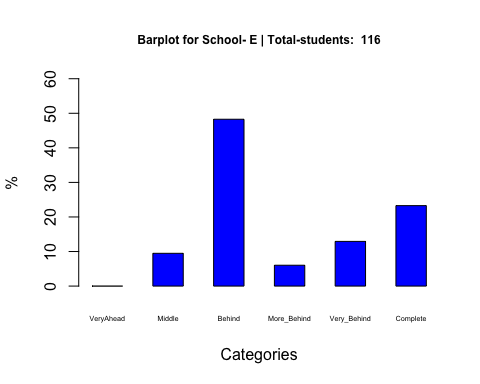 Barplot for School- E | Total-students:  116
%
60
50
40
30
20
10
0
VeryAhead Middle Behind More_Behind Very_Behind Complete
Categories